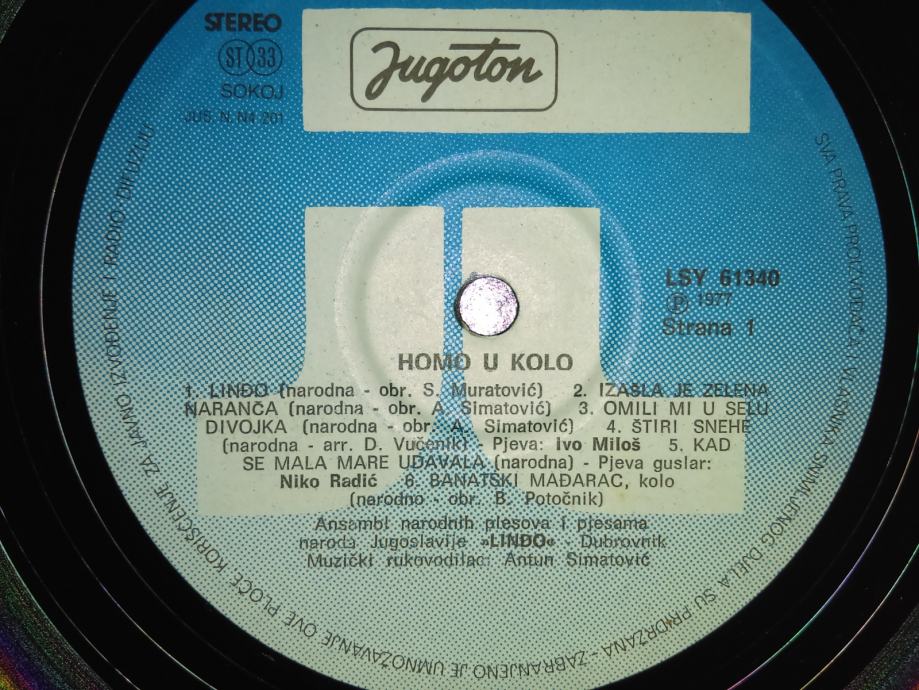 STEREO
ST 33
SOKOJ
JUS. N. N4. 201
Jugoton
LSY 61340
Ⓟ 1977
Strana 1
HOMO U KOLO
1. LINĐO (narodna - obr. S. Muratović) 2. IZAŠLA JE ZELENA
NARANČA (narodna - obr. A. Simatović) 3. OMILI MI U SELU
DIVOJKA (narodna - obr. A. Simatović) 4. ŠTIRI SNEHE
(narodna - arr. D. Vučenik) - Pjeva: Ivo Miloš 5. KAD
SE MALA MARE UDAVALA (narodna) - Pjeva guslar:
Niko Radić 6. BANATSKI MAĐARAC, kolo
(narodno - obr. B. Potočnik)
Ansambl narodnih plesova i pjesama
naroda Jugoslavije »LINĐO« - Dubrovnik
Muzički rukovodilac: Antun Simatović
SVA PRAVA PROIZVOĐAČA I VLASNIKA SNIMLJENOG DJELA SU PRIDRŽANA - ZABRANJENO JE UMNOŽAVANJE OVE PLOČE, KORIŠĆENJE ZA JAVNO IZVOĐENJE I RADIO-DIFUZIJU